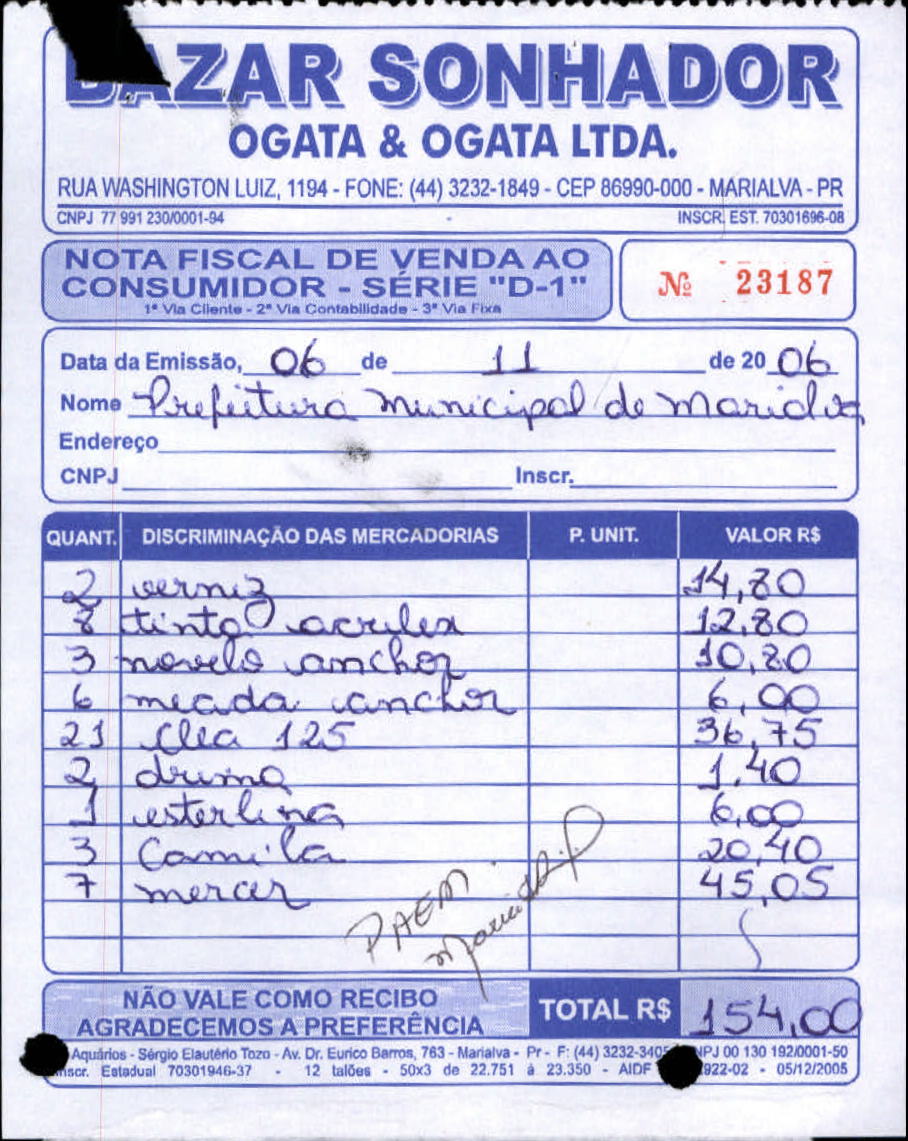 BAZAR SONHADOR
OGATA & OGATA LTDA.
RUA WASHINGTON LUIZ, 1194 - FONE: (44) 3232-1849 - CEP 86990-000 - MARIALVA - PR
CNPJ 77 991 230/0001-94 INSCR. EST. 70301696-08
NOTA FISCAL DE VENDA AO
CONSUMIDOR - SÉRIE "D-1"
1ª Via Cliente - 2ª Via Contabilidade - 3ª Via Fixa
Nº 23187
Data da Emissão, 06 de 11 de 20 06
Nome Prefeitura municipal de marialva
Endereço
CNPJ Inscr.
QUANT. DISCRIMINAÇÃO DAS MERCADORIAS P. UNIT. VALOR R$
2 verniz 14,80
8 tinta acrilex 12,80
3 novelo anchor 10,80
6 meada anchor 6,00
21 clea 125 36,75
2 druma 1,40
1 esterlina 6,00
3 Camila 20,40
7 mercer 45,05
PAEM
NÃO VALE COMO RECIBO
AGRADECEMOS A PREFERÊNCIA
TOTAL R$ 154,00
Aquários - Sérgio Elautério Tozo - Av. Dr. Eurico Barros, 763 - Marialva - Pr - F: (44) 3232-3405 NPJ 00 130 192/0001-50
nscr. Estadual 70301946-37 - 12 talões - 50x3 de 22.751 à 23.350 - AIDF 922-02 - 05/12/2005